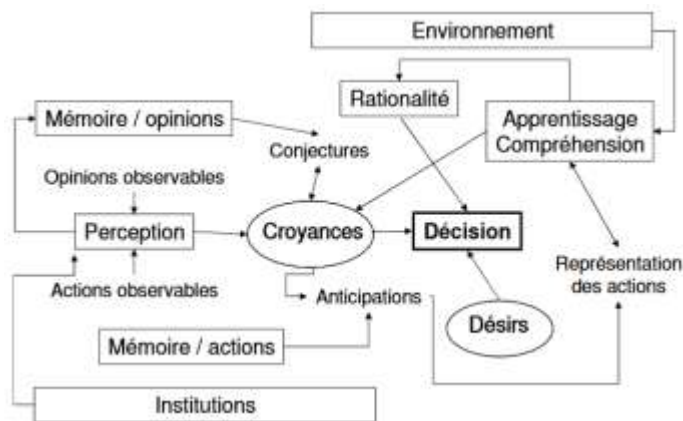 Environnement
Rationalité
Mémoire / opinions
Apprentissage
Compréhension
Conjectures
Opinions observables
Perception
Croyances
Décision
Représentation
des actions
Actions observables
Anticipations
Désirs
Mémoire / actions
Institutions